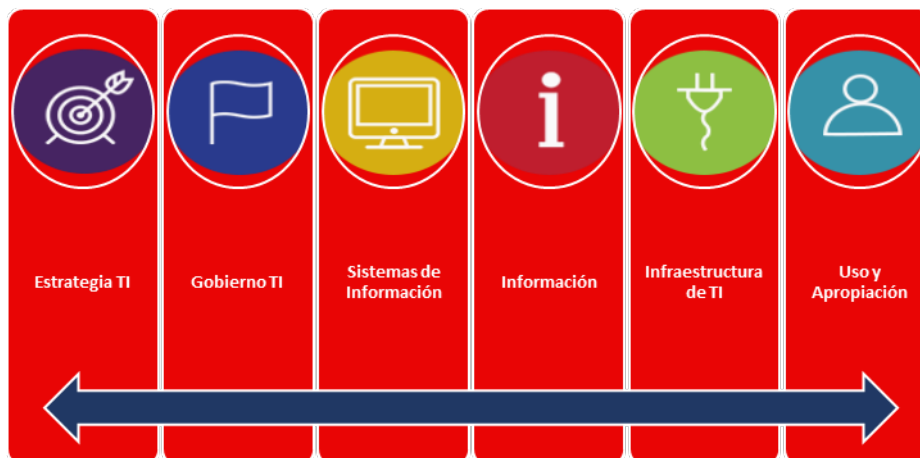 Estrategia TI
Gobierno TI
Sistemas de
Información
Información
Infraestructura
de TI
Uso y
Apropiación